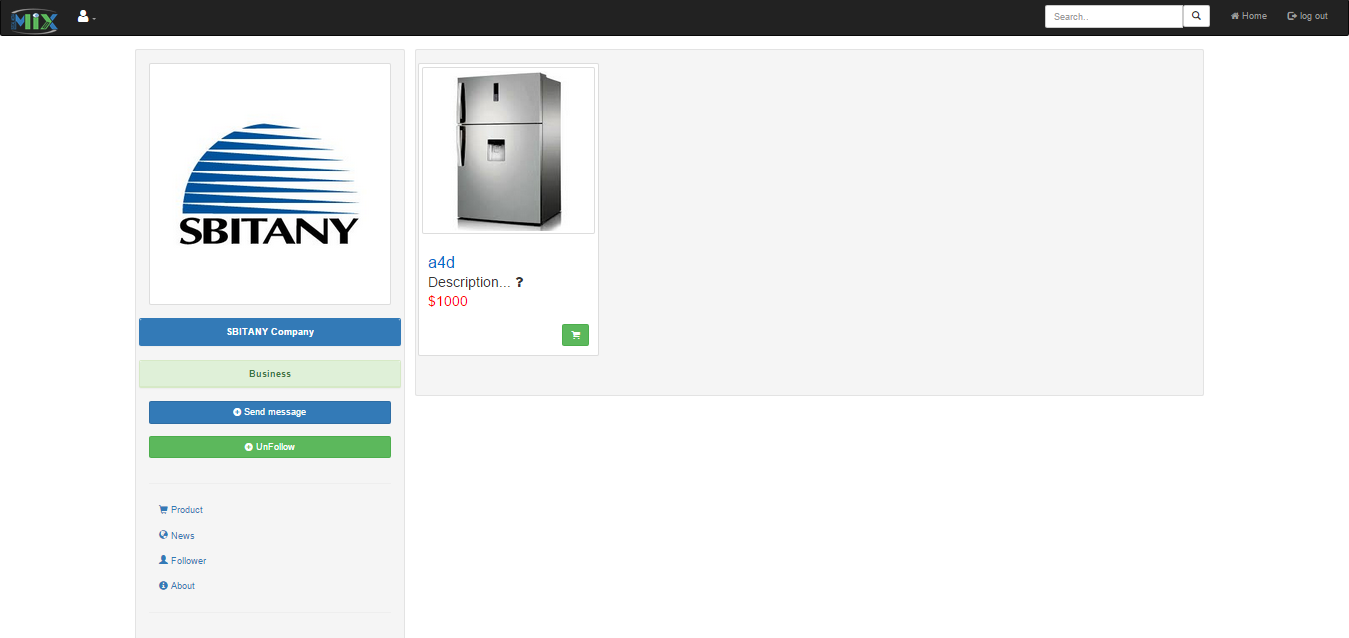 MiX
Search..
Home
log out
SBITANY
SBITANY Company
Business
Send message
UnFollow
Product
News
Follower
About
a4d
Description... ?
$1000